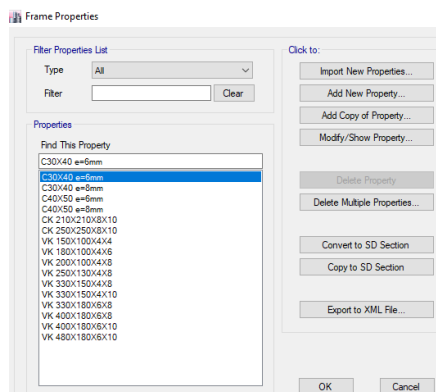 Frame Properties
Filter Properties List
Type
All
Filter
Clear
Properties
Find This Property
C30X40 e=6mm
C30X40 e=6mm
C30X40 e=8mm
C40X50 e=6mm
C40X50 e=8mm
CK 210X210X8X10
CK 250X250X8X10
VK 150X100X4X4
VK 180X100X4X6
VK 200X100X4X8
VK 250X130X4X8
VK 330X150X4X8
VK 330X150X4X10
VK 330X180X6X8
VK 400X180X6X8
VK 400X180X6X10
VK 480X180X6X10
Click to:
Import New Properties...
Add New Property...
Add Copy of Property...
Modify/Show Property...
Delete Property
Delete Multiple Properties...
Convert to SD Section
Copy to SD Section
Export to XML File...
OK
Cancel